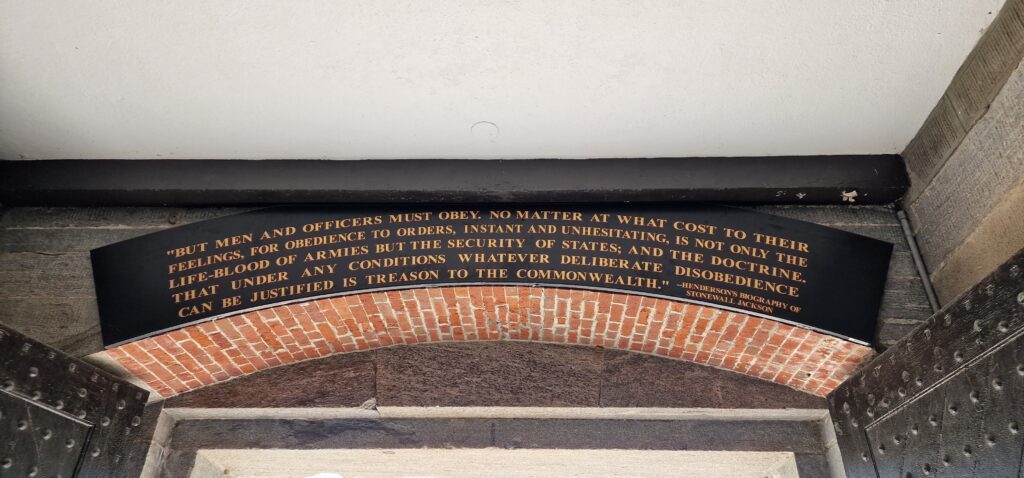 "BUT MEN AND OFFICERS MUST OBEY, NO MATTER AT WHAT COST TO THEIR
FEELINGS, FOR OBEDIENCE TO ORDERS, INSTANT AND UNHESITATING, IS NOT ONLY THE
LIFE-BLOOD OF ARMIES BUT THE SECURITY OF STATES; AND THE DOCTRINE.
THAT UNDER ANY CONDITIONS WHATEVER DELIBERATE DISOBEDIENCE
CAN BE JUSTIFIED IS TREASON TO THE COMMONWEALTH." ~HENDERSON'S BIOGRAPHY OF
STONEWALL JACKSON